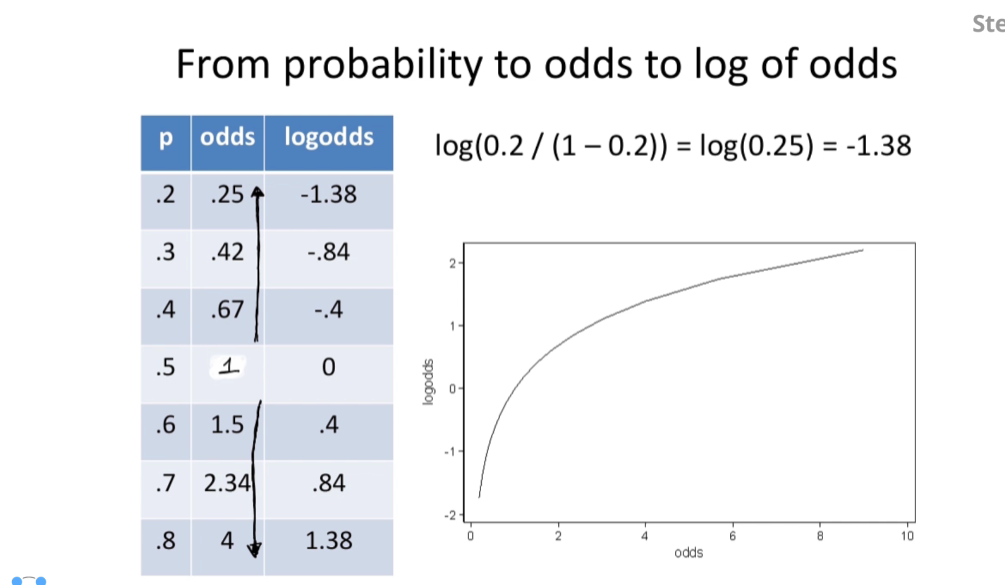 Ste
From probability to odds to log of odds
p odds logodds
.2 .25 -1.38
.3 .42 -.84
.4 .67 -.4
.5 1 0
.6 1.5 .4
.7 2.34 .84
.8 4 1.38
log(0.2 / (1 – 0.2)) = log(0.25) = -1.38
2
1
0
-1
-2
logodds
0 2 4 6 8 10
odds